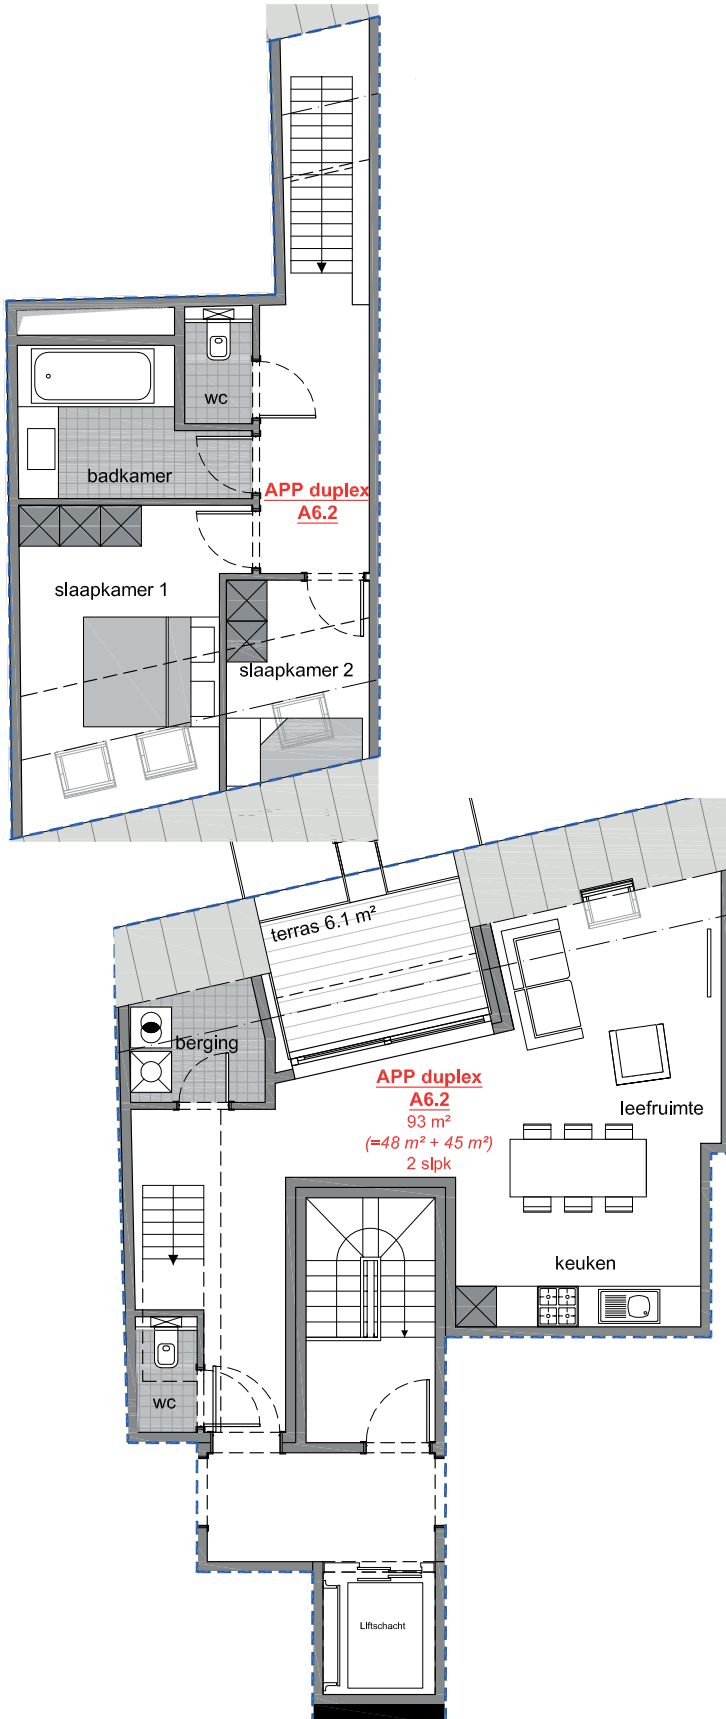 wc
badkamer
APP duplex
A6.2
slaapkamer 1
slaapkamer 2
terras 6.1 m²
berging
APP duplex
A6.2
93 m²
(=48 m² + 45 m²)
2 slpk
leefruimte
keuken
wc
Liftschacht